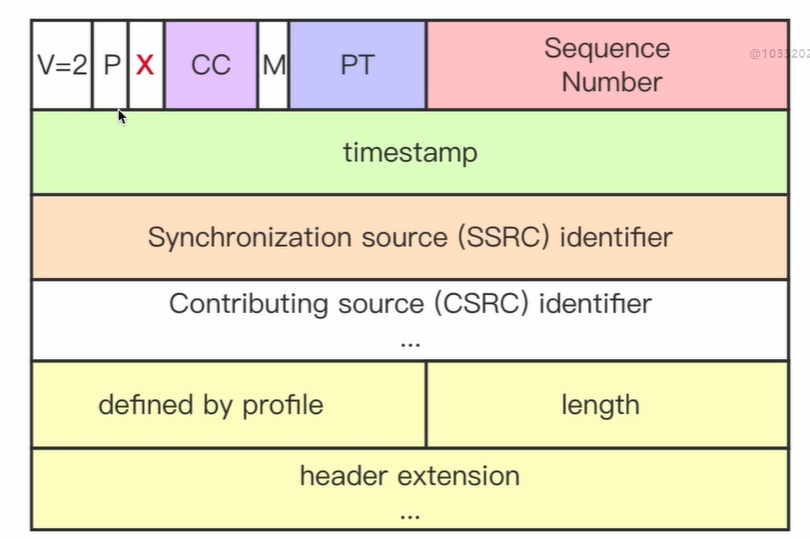 V=2 P X CC M PT Sequence
Number
timestamp
Synchronization source (SSRC) identifier
Contributing source (CSRC) identifier
...
defined by profile length
header extension
...